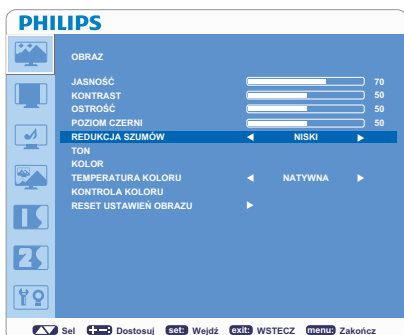 PHILIPS
OBRAZ
JASNOŚĆ 70
KONTRAST 50
OSTROŚĆ 50
POZIOM CZERNI 50
REDUKCJA SZUMÓW NISKI
TON
KOLOR
TEMPERATURA KOLORU NATYWNA
KONTROLA KOLORU
RESET USTAWIEŃ OBRAZU
Sel Dostosuj set: Wejdź exit: WSTECZ menu: Zakończ